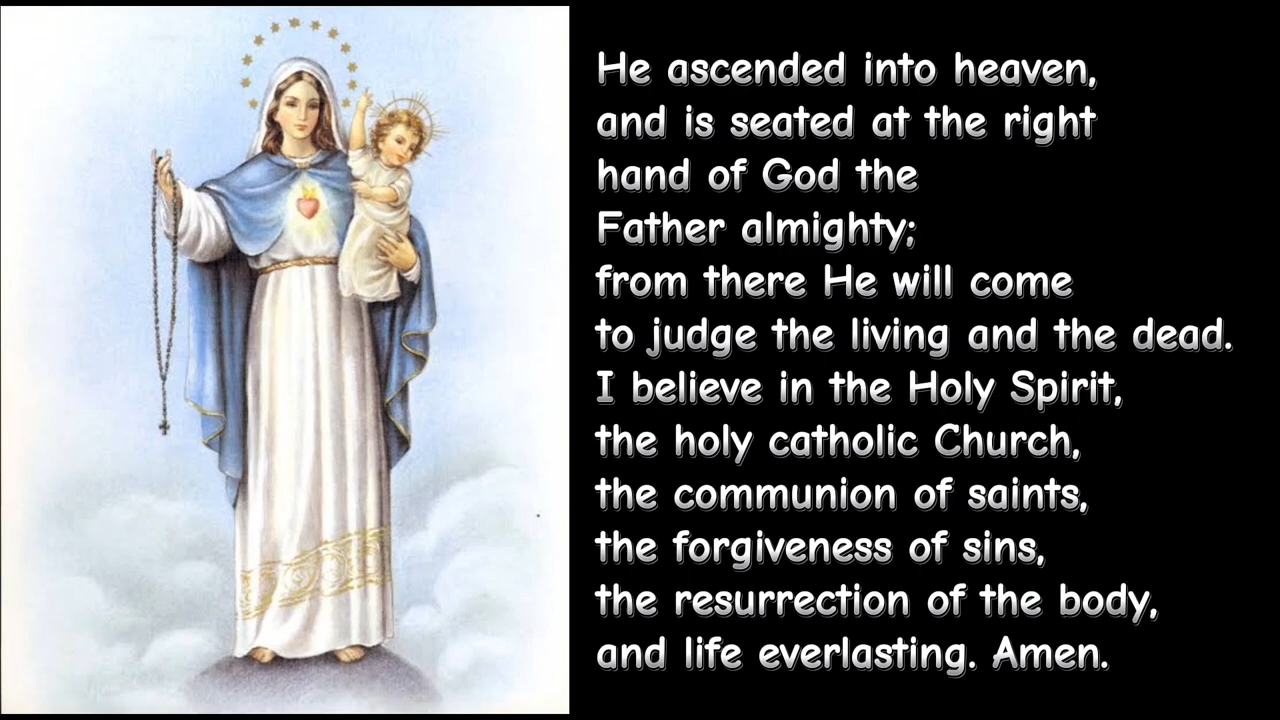 He ascended into heaven,
and is seated at the right
hand of God the
Father almighty;
from there He will come
to judge the living and the dead.
I believe in the Holy Spirit,
the holy catholic Church,
the communion of saints,
the forgiveness of sins,
the resurrection of the body,
and life everlasting. Amen.